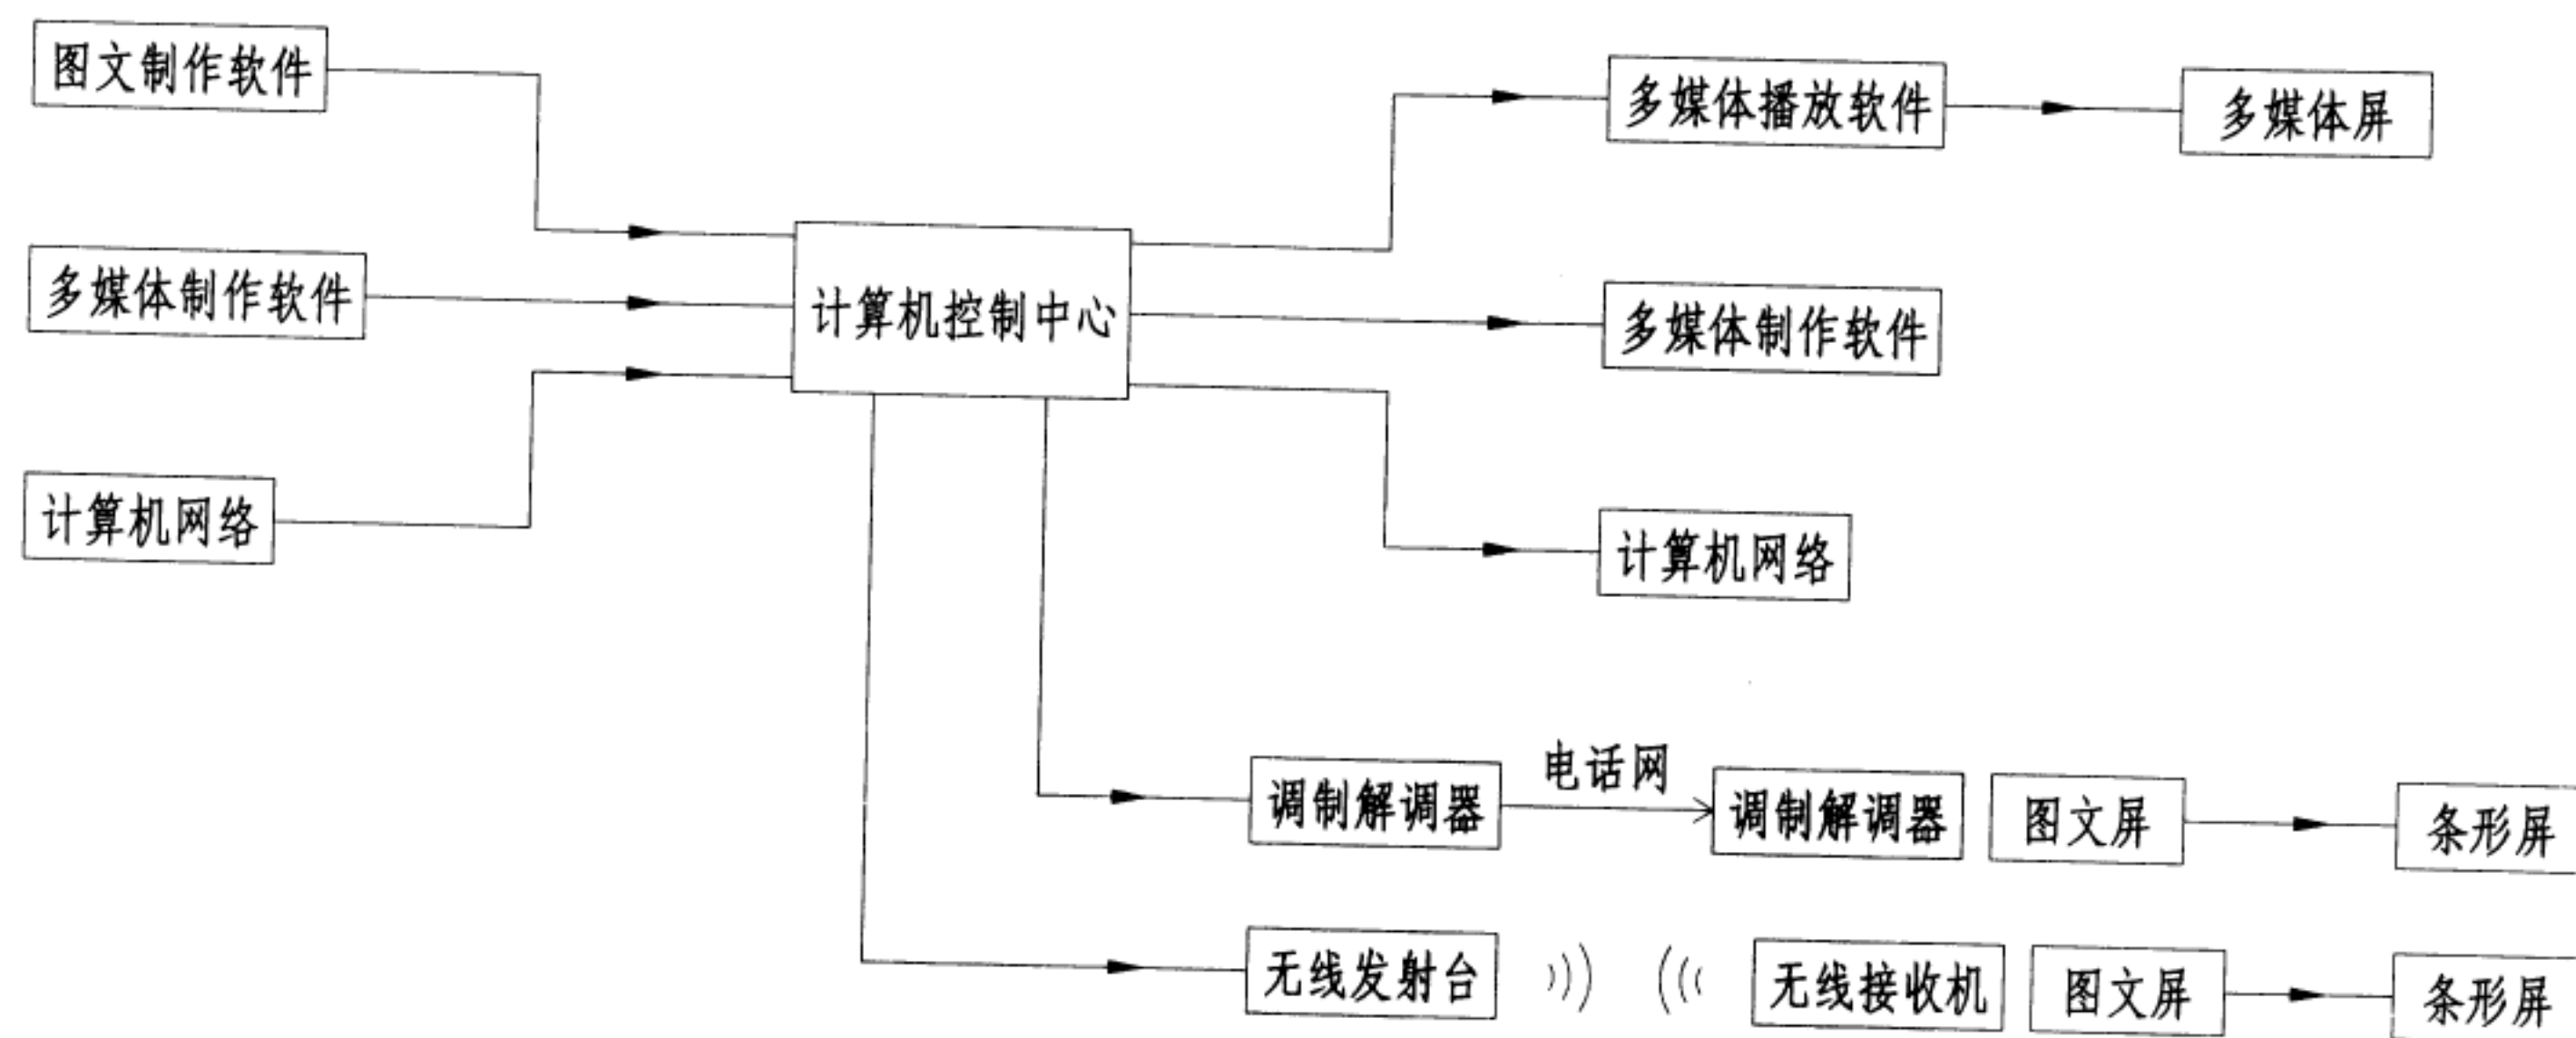 图文制作软件
多媒体播放软件
多媒体屏
多媒体制作软件
计算机控制中心
多媒体制作软件
计算机网络
计算机网络
电话网
调制解调器
调制解调器
图文屏
条形屏
无线发射台
无线接收机
图文屏
条形屏